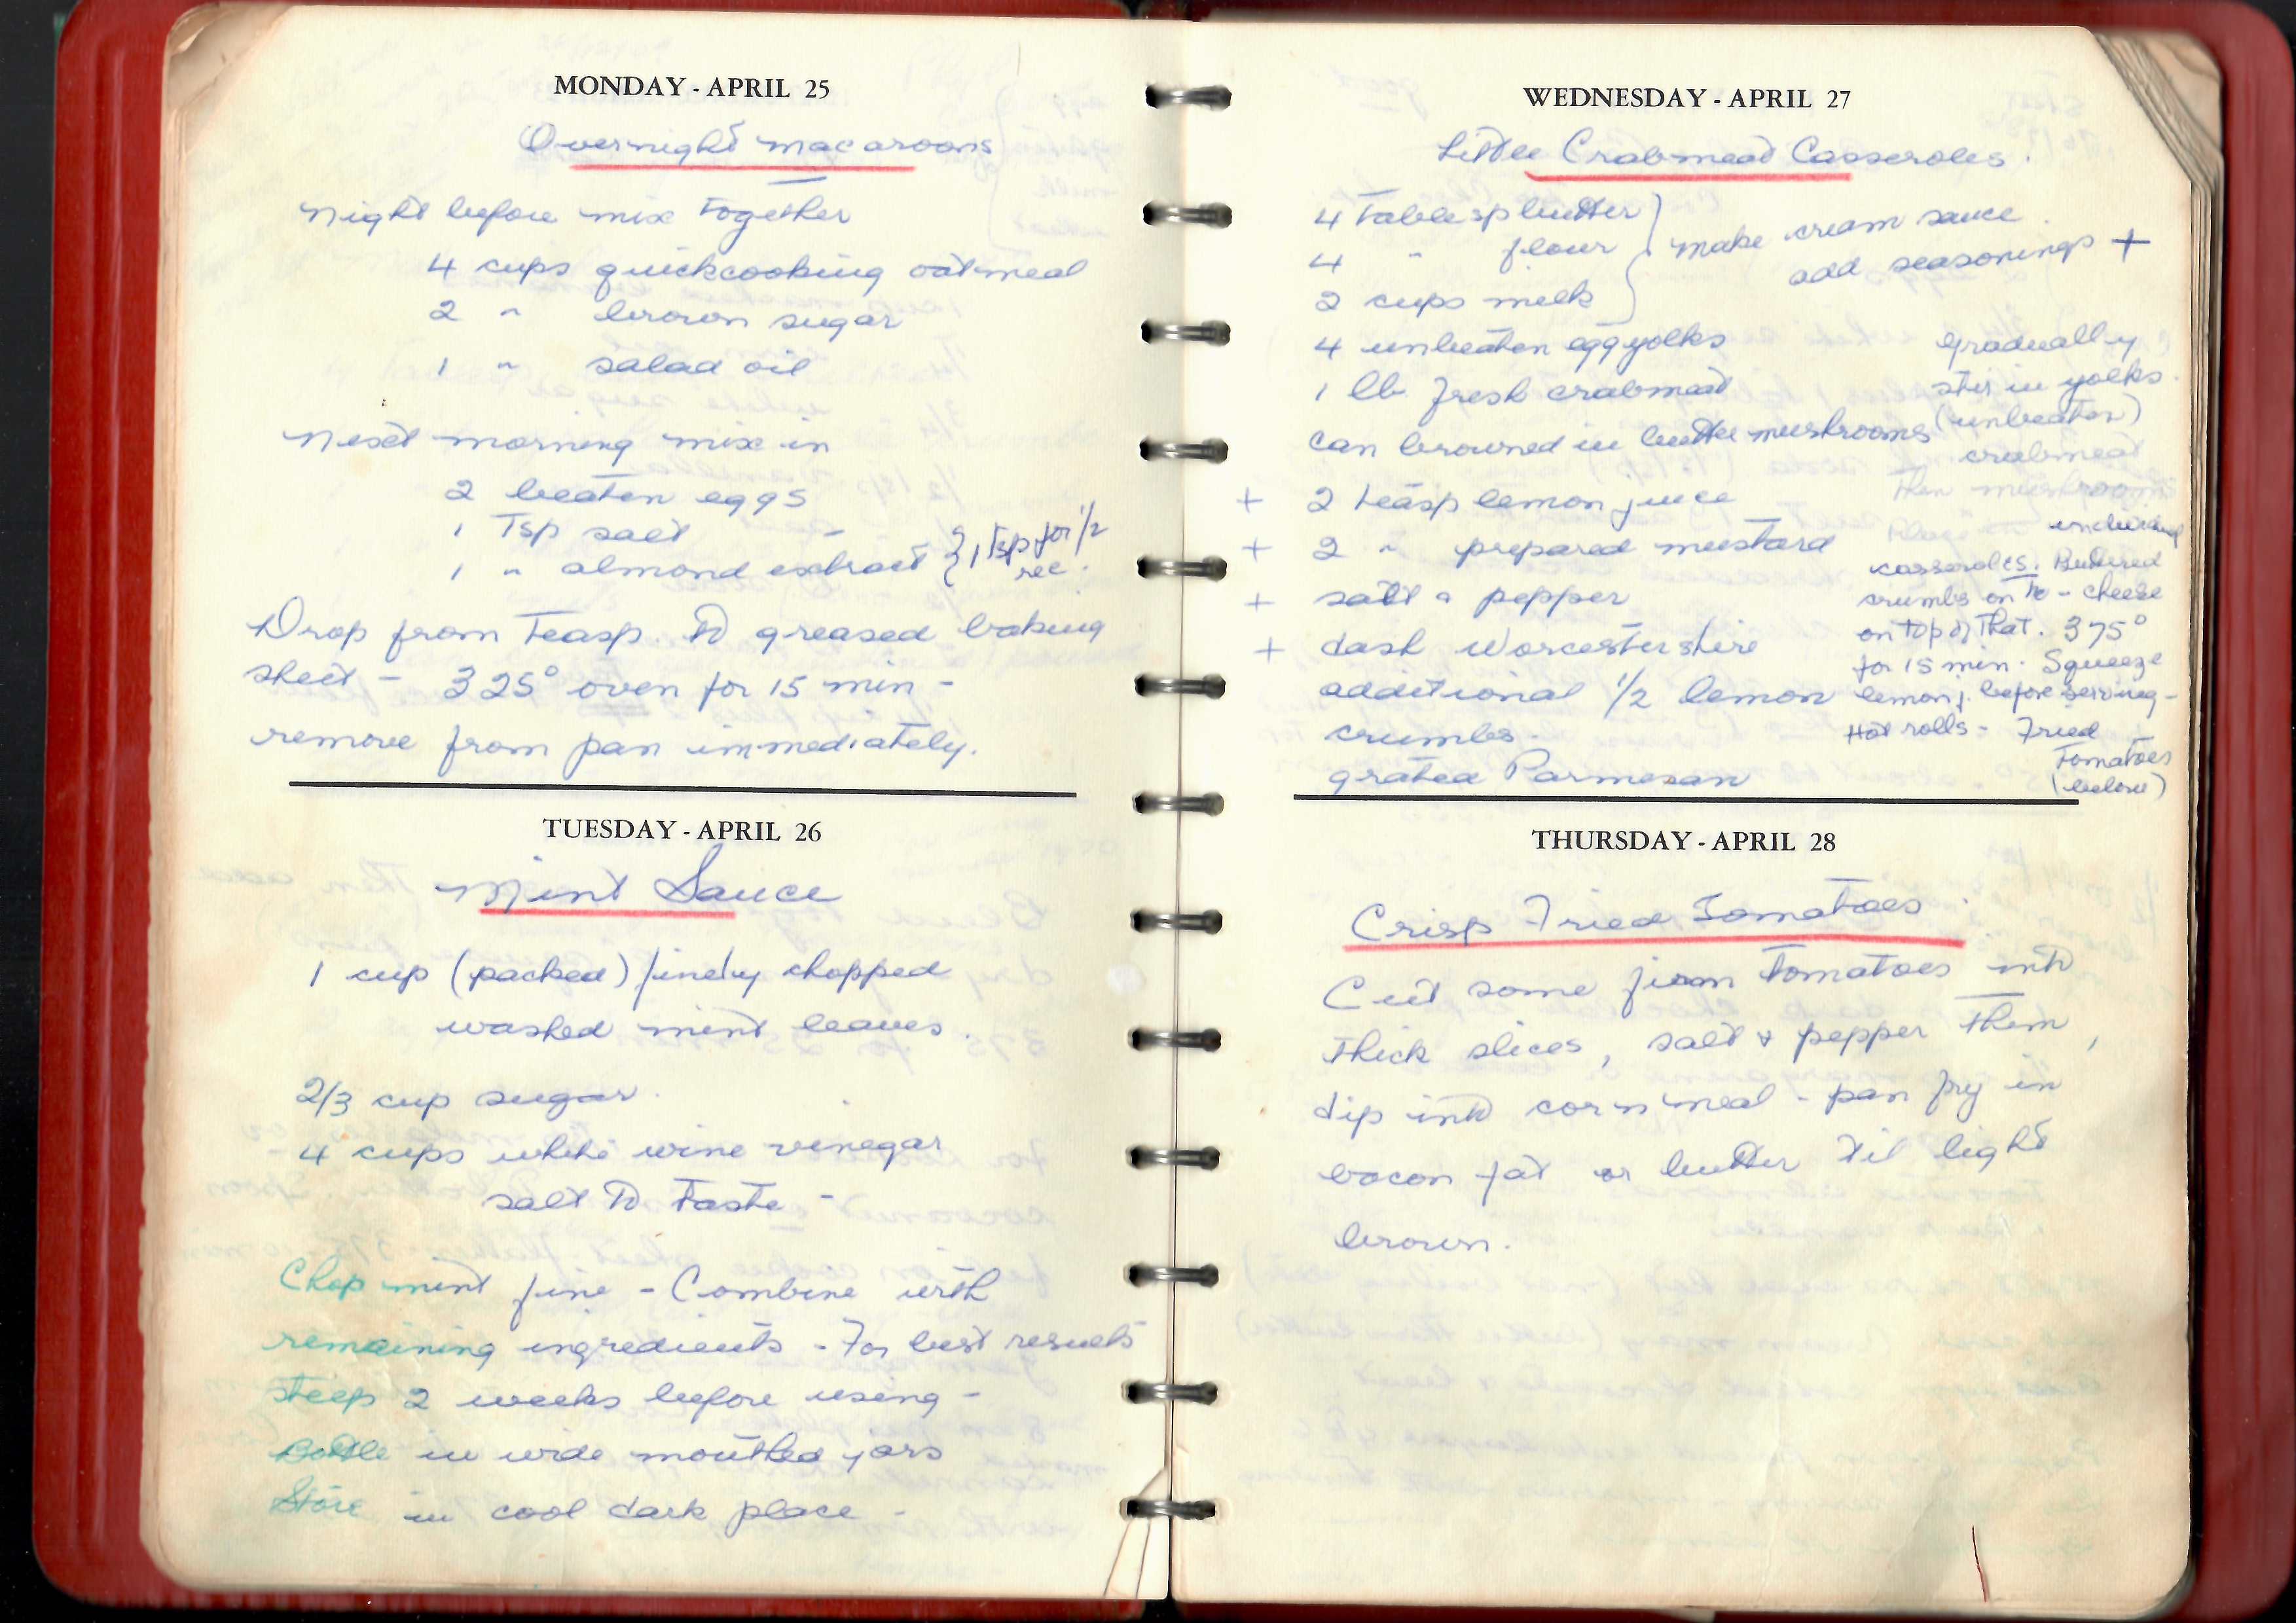 MONDAY - APRIL 25
Overnight macaroons
Night before mix together
4 cups quickcooking oatmeal
2 " brown sugar
1 " salad oil
Next morning mix in
2 beaten eggs
1 Tsp salt
1 " almond extract { 1 Tsp for 1/2
rec.
Drop from Teasp. To greased baking
sheet - 325° oven for 15 min -
remove from pan immediately.
TUESDAY - APRIL 26
Mint Sauce
1 cup (packed) finely chopped
washed mint leaves.
2/3 cup sugar.
4 cups white wine vinegar
salt To Taste -
Chop mint fine - Combine with
remaining ingredients - For best results
steep 2 weeks before using -
Bottle in wide mouthed jars
Store in cool dark place -
WEDNESDAY - APRIL 27
Little Crabmeat Casseroles.
4 Tablesp butter
4 " flour
2 cups milk
} make cream sauce.
add seasonings +
4 unbeaten egg yolks
1 lb. fresh crabmeat
can browned in butter mushrooms
+ 2 teasp lemon juice
+ 2 " prepared mustard
+ salt & pepper
+ dash Worcestershire
additional 1/2 lemon
crumbs.
grated Parmesan
gradually
stir in yolks.
(unbeaten)
crabmeat
Then mushrooms
Place in individ
casseroles. Buttered
crumbs on To - cheese
on top of That. 375°
for 15 min. Squeeze
lemon j. before serving -
Hot rolls - Fried
Tomatoes
(below)
THURSDAY - APRIL 28
Crisp Fried Tomatoes.
Cut some firm Tomatoes into
Thick slices, salt & pepper Them,
dip into cornmeal - pan fry in
bacon fat or butter 'Til light
brown.